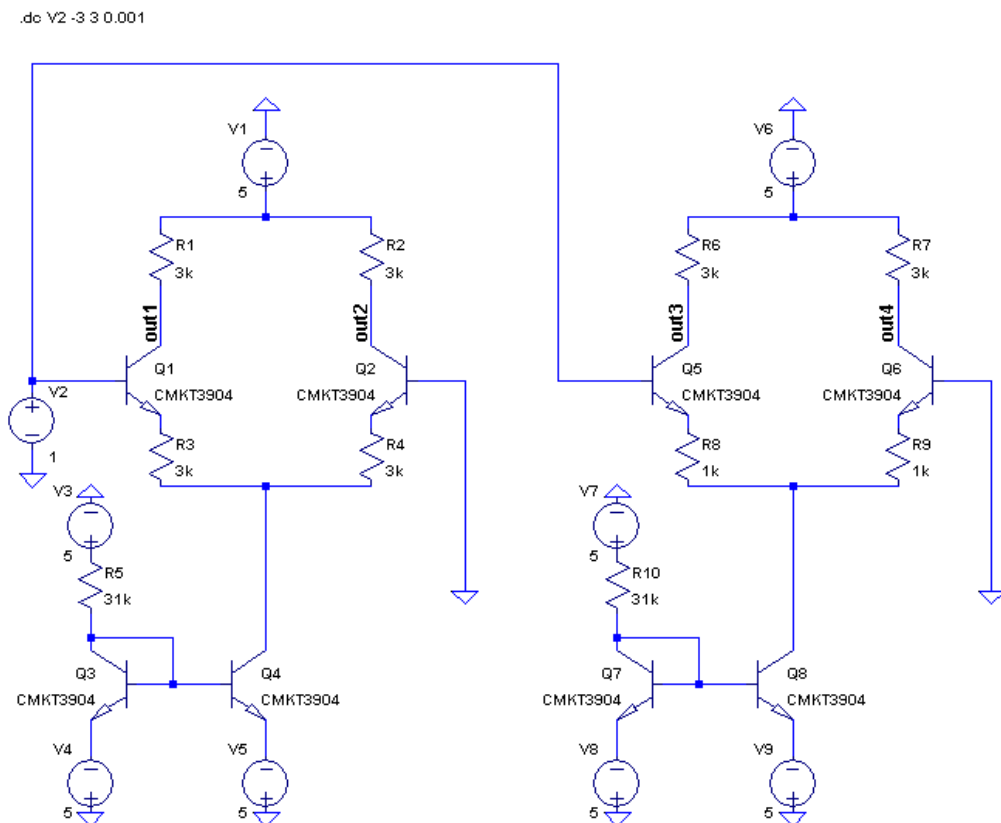 .dc V2 -3 3 0.001
V1
5
V6
5
R1
3k
R2
3k
R6
3k
R7
3k
out1
out2
out3
out4
Q1
CMKT3904
Q2
CMKT3904
Q5
CMKT3904
Q6
CMKT3904
V2
1
R3
3k
R4
3k
R8
1k
R9
1k
V3
5
V7
5
R5
31k
R10
31k
Q3
CMKT3904
Q4
CMKT3904
Q7
CMKT3904
Q8
CMKT3904
V4
5
V5
5
V8
5
V9
5